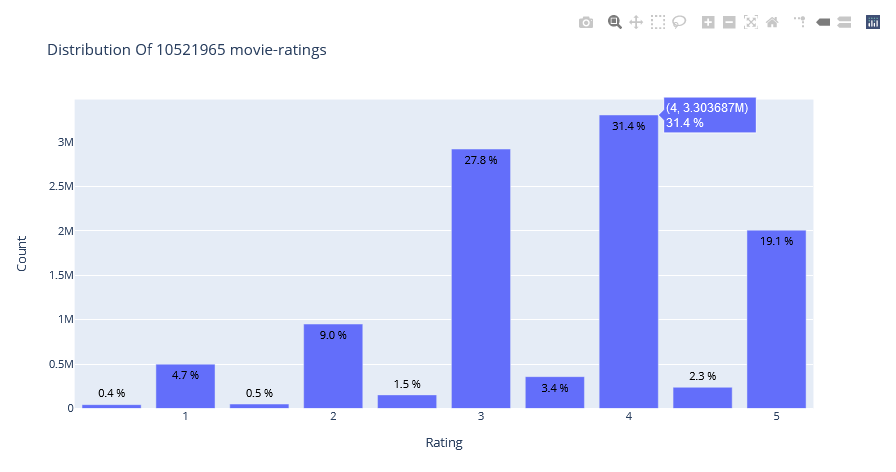 Distribution Of 10521965 movie-ratings
(4, 3.303687M)
31.4 %
3M
2.5M
2M
1.5M
1M
0.5M
0
Count
0.4 %
4.7 %
0.5 %
9.0 %
1.5 %
27.8 %
3.4 %
31.4 %
2.3 %
19.1 %
1
2
3
4
5
Rating